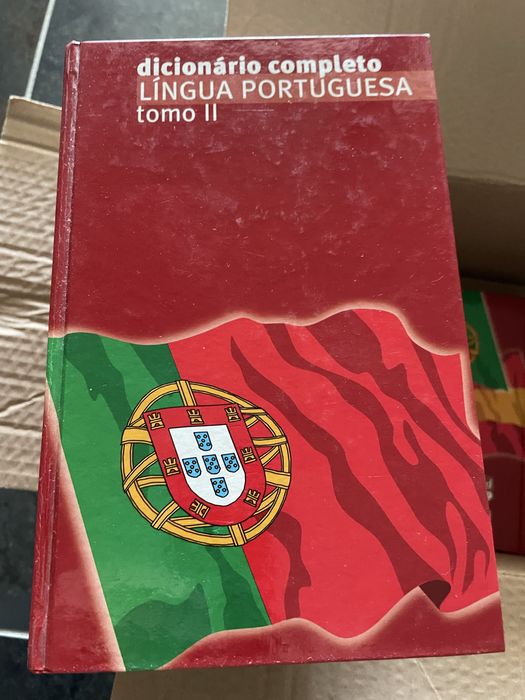 dicionário completo
LÍNGUA PORTUGUESA
tomo II